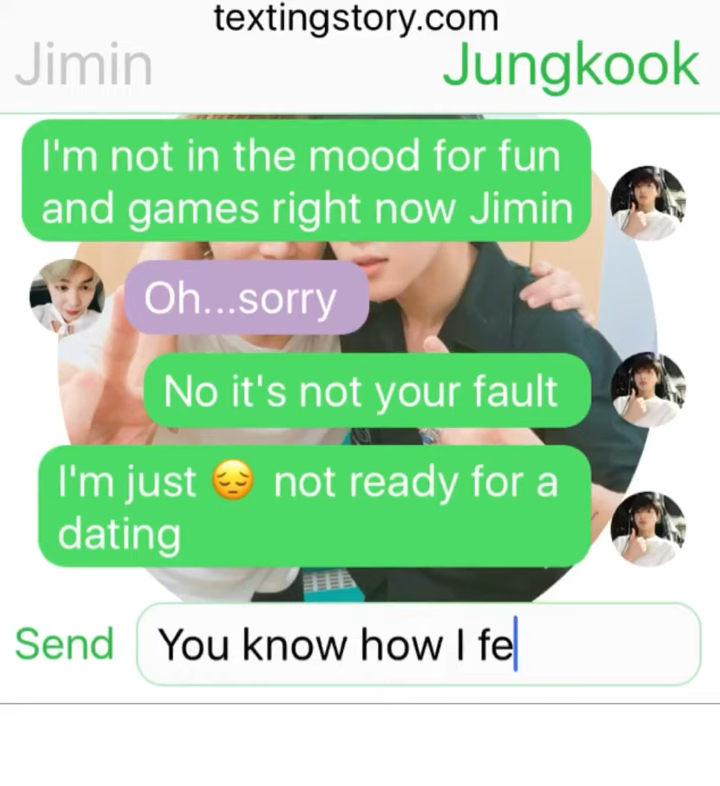 textingstory.com
Jimin
Jungkook
I'm not in the mood for fun
and games right now Jimin
Oh...sorry
No it's not your fault
I'm just 😔 not ready for a
dating
Send
You know how I fe